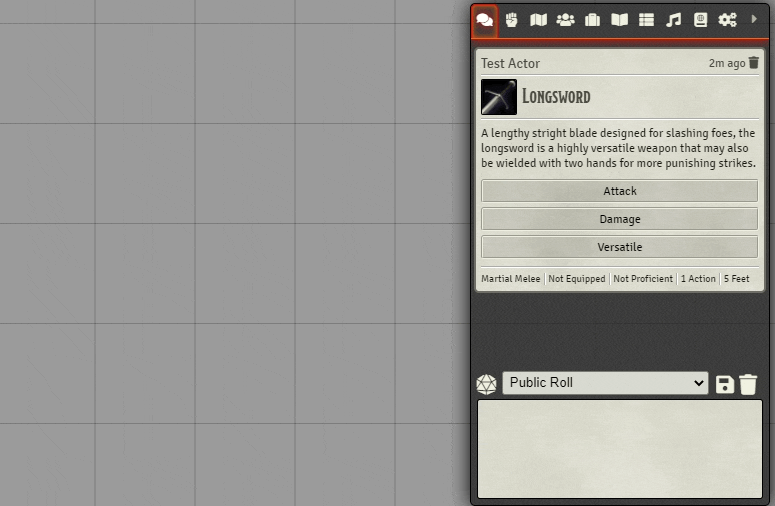 Test Actor 2m ago
Longsword
A lengthy stright blade designed for slashing foes, the
longsword is a highly versatile weapon that may also
be wielded with two hands for more punishing strikes.
Attack
Damage
Versatile
Martial Melee Not Equipped Not Proficient 1 Action 5 Feet
Public Roll